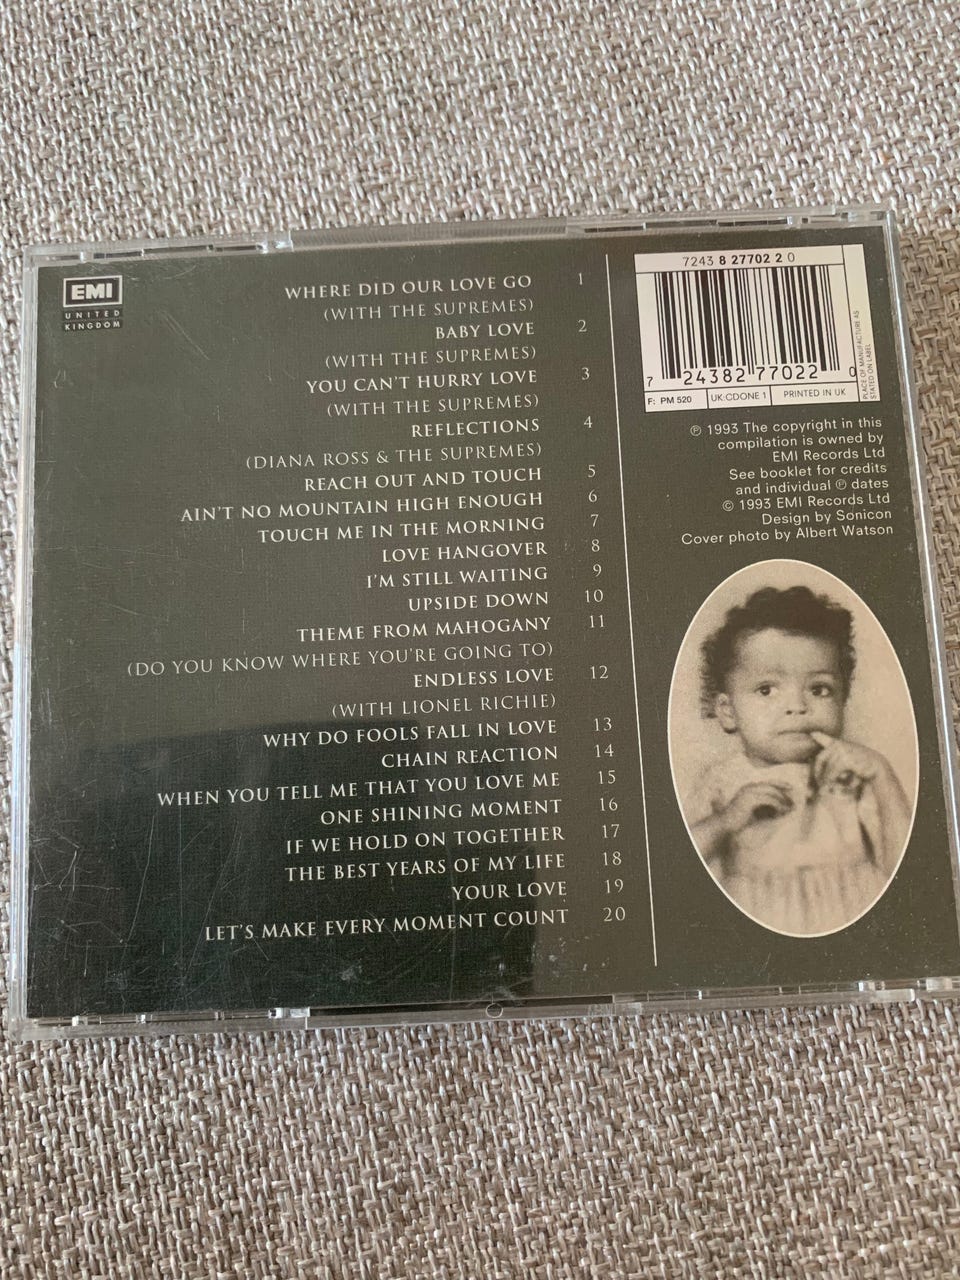 EMI
UNITED
KINGDOM
WHERE DID OUR LOVE GO 1
(WITH THE SUPREMES)
BABY LOVE 2
(WITH THE SUPREMES)
YOU CAN'T HURRY LOVE 3
(WITH THE SUPREMES)
REFLECTIONS 4
(DIANA ROSS & THE SUPREMES)
REACH OUT AND TOUCH 5
AIN'T NO MOUNTAIN HIGH ENOUGH 6
TOUCH ME IN THE MORNING 7
LOVE HANGOVER 8
I'M STILL WAITING 9
UPSIDE DOWN 10
THEME FROM MAHOGANY 11
(DO YOU KNOW WHERE YOU'RE GOING TO)
ENDLESS LOVE 12
(WITH LIONEL RICHIE)
WHY DO FOOLS FALL IN LOVE 13
CHAIN REACTION 14
WHEN YOU TELL ME THAT YOU LOVE ME 15
ONE SHINING MOMENT 16
IF WE HOLD ON TOGETHER 17
THE BEST YEARS OF MY LIFE 18
YOUR LOVE 19
LET'S MAKE EVERY MOMENT COUNT 20
7243 8 27702 2 0
7 24382 77022 0
F: PM 520 UK:CDONE 1 PRINTED IN UK
PLACE OF MANUFACTURE AS
STATED ON LABEL
℗ 1993 The copyright in this
compilation is owned by
EMI Records Ltd
See booklet for credits
and individual ℗ dates
© 1993 EMI Records Ltd
Design by Sonicon
Cover photo by Albert Watson